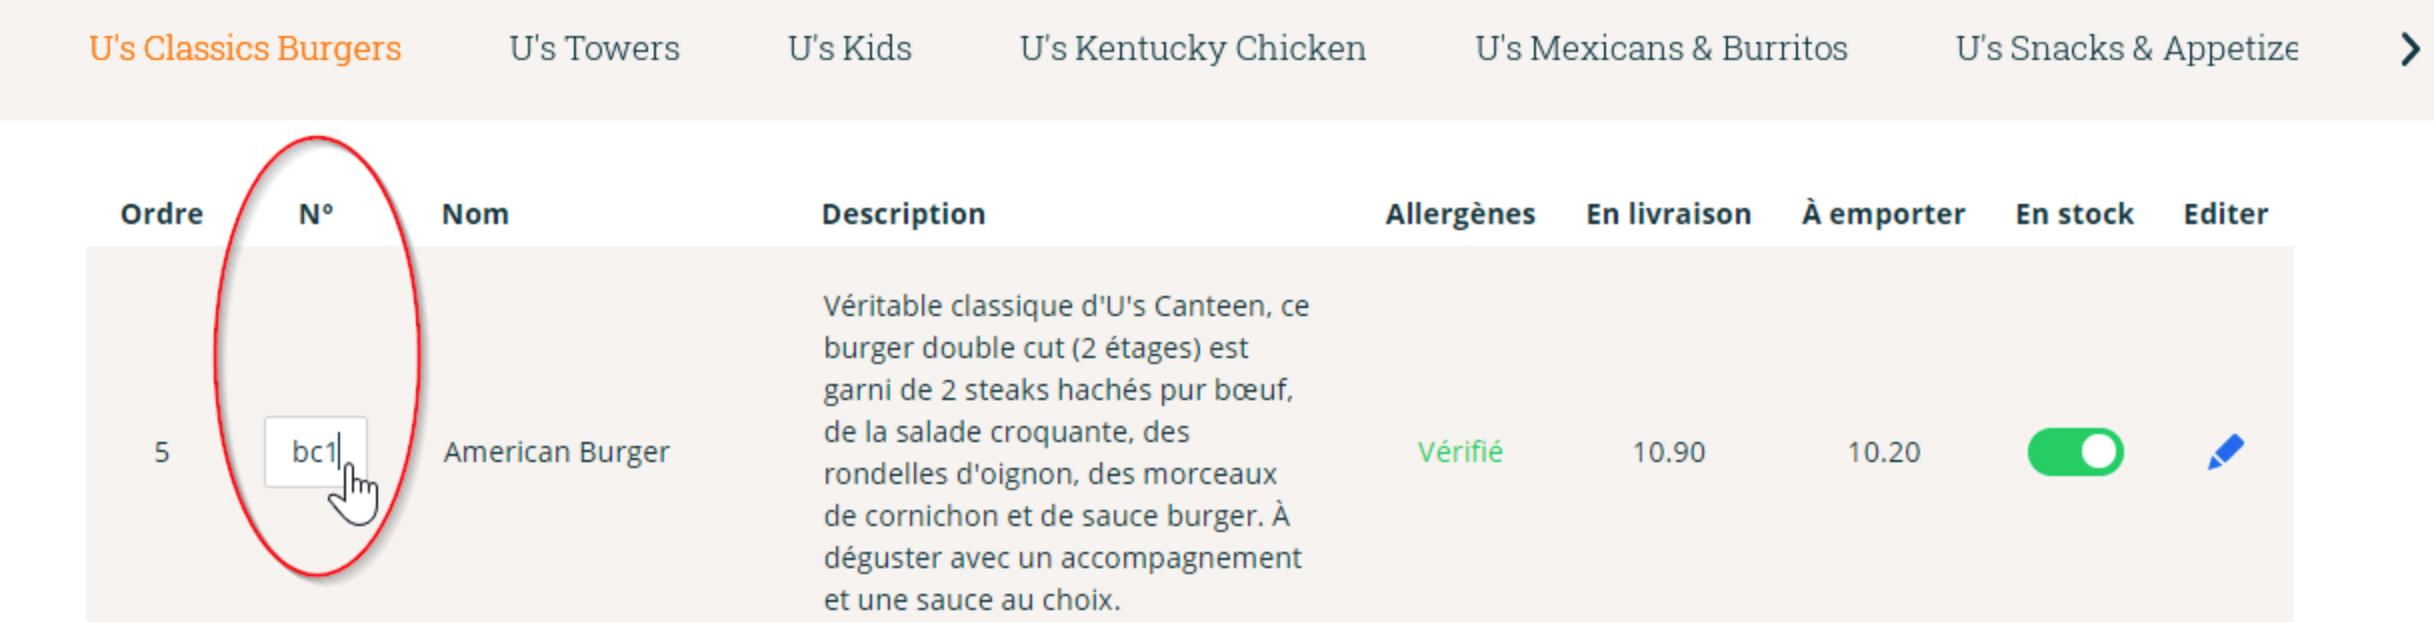 U's Classics Burgers U's Towers U's Kids U's Kentucky Chicken U's Mexicans & Burritos U's Snacks & Appetize
Ordre N° Nom Description Allergènes En livraison À emporter En stock Editer
5 bc1 American Burger Vérifié 10.90 10.20
Véritable classique d'U's Canteen, ce
burger double cut (2 étages) est
garni de 2 steaks hachés pur bœuf,
de la salade croquante, des
rondelles d'oignon, des morceaux
de cornichon et de sauce burger. À
déguster avec un accompagnement
et une sauce au choix.